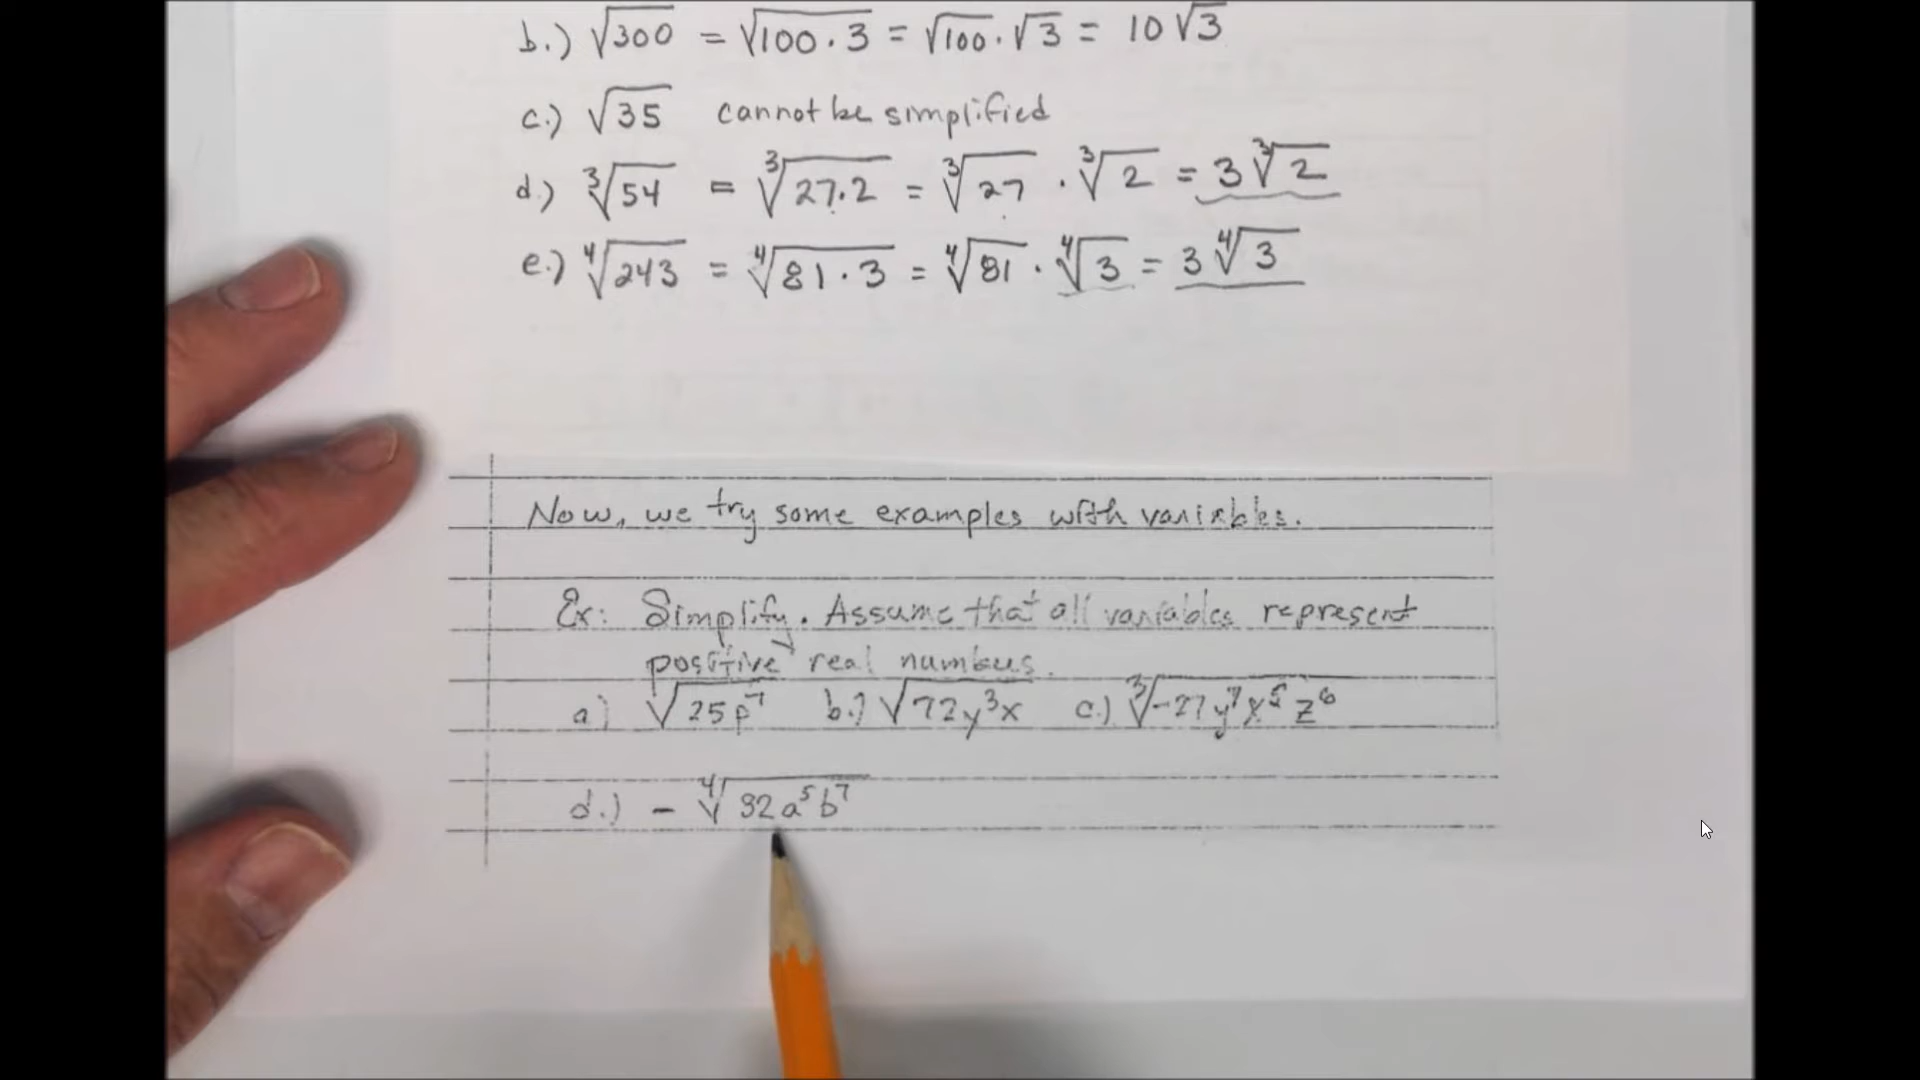 b.) √300 = √100·3 = √100 · √3 = 10√3
c.) √35 cannot be simplified
d.) ∛54 = ∛27·2 = ∛27 · ∛2 = 3∛2
e.) ∜243 = ∜81·3 = ∜81 · ∜3 = 3∜3
Now, we try some examples with variables.
Ex: Simplify. Assume that all variables represent
positive real numbers.
a) √25p⁷ b.) √72y³x c.) ∛-27y⁷x⁵z⁶
d.) - ∜32a⁵b⁷